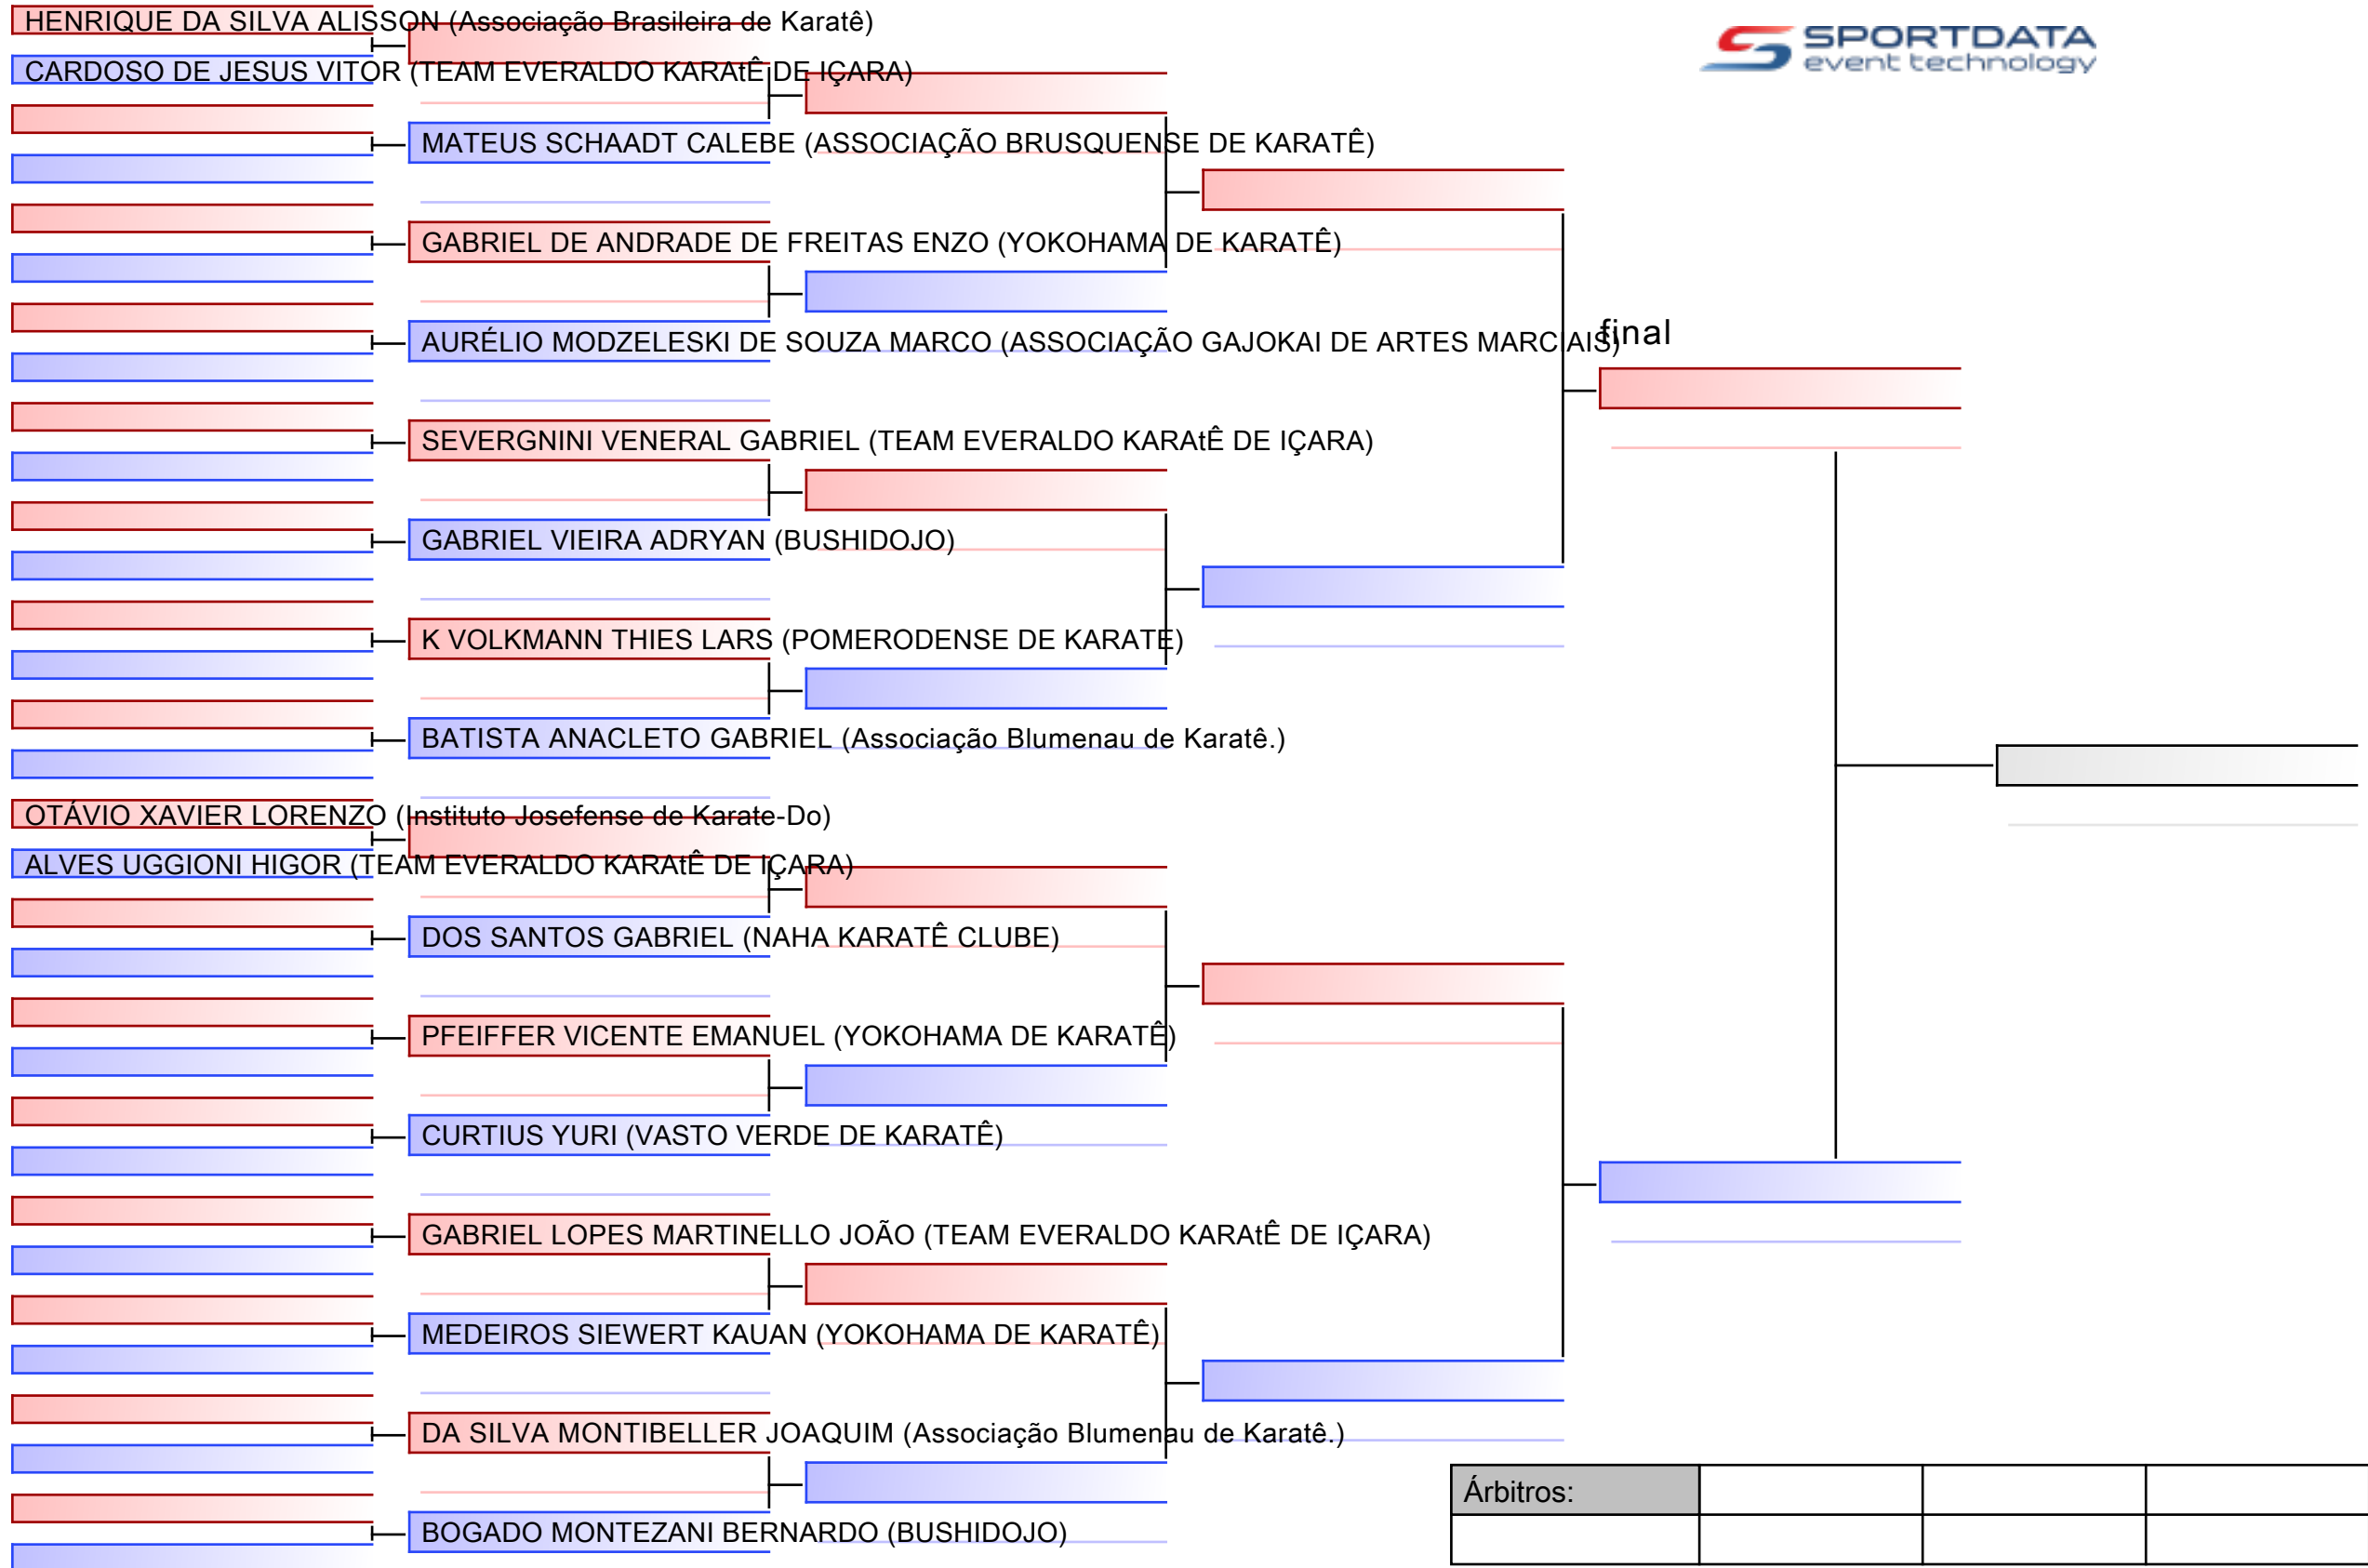 HENRIQUE DA SILVA ALISSON (Associação Brasileira de Karatê)
SPORTDATA
event technology
CARDOSO DE JESUS VITOR (TEAM EVERALDO KARAtÊ DE IÇARA)
MATEUS SCHAADT CALEBE (ASSOCIAÇÃO BRUSQUENSE DE KARATÊ)
GABRIEL DE ANDRADE DE FREITAS ENZO (YOKOHAMA DE KARATÊ)
AURÉLIO MODZELESKI DE SOUZA MARCO (ASSOCIAÇÃO GAJOKAI DE ARTES MARCIAIS)
final
SEVERGNINI VENERAL GABRIEL (TEAM EVERALDO KARAtÊ DE IÇARA)
GABRIEL VIEIRA ADRYAN (BUSHIDOJO)
K VOLKMANN THIES LARS (POMERODENSE DE KARATE)
BATISTA ANACLETO GABRIEL (Associação Blumenau de Karatê.)
OTÁVIO XAVIER LORENZO (Instituto Josefense de Karate-Do)
ALVES UGGIONI HIGOR (TEAM EVERALDO KARAtÊ DE IÇARA)
DOS SANTOS GABRIEL (NAHA KARATÊ CLUBE)
PFEIFFER VICENTE EMANUEL (YOKOHAMA DE KARATÊ)
CURTIUS YURI (VASTO VERDE DE KARATÊ)
GABRIEL LOPES MARTINELLO JOÃO (TEAM EVERALDO KARAtÊ DE IÇARA)
MEDEIROS SIEWERT KAUAN (YOKOHAMA DE KARATÊ)
DA SILVA MONTIBELLER JOAQUIM (Associação Blumenau de Karatê.)
Árbitros:
BOGADO MONTEZANI BERNARDO (BUSHIDOJO)